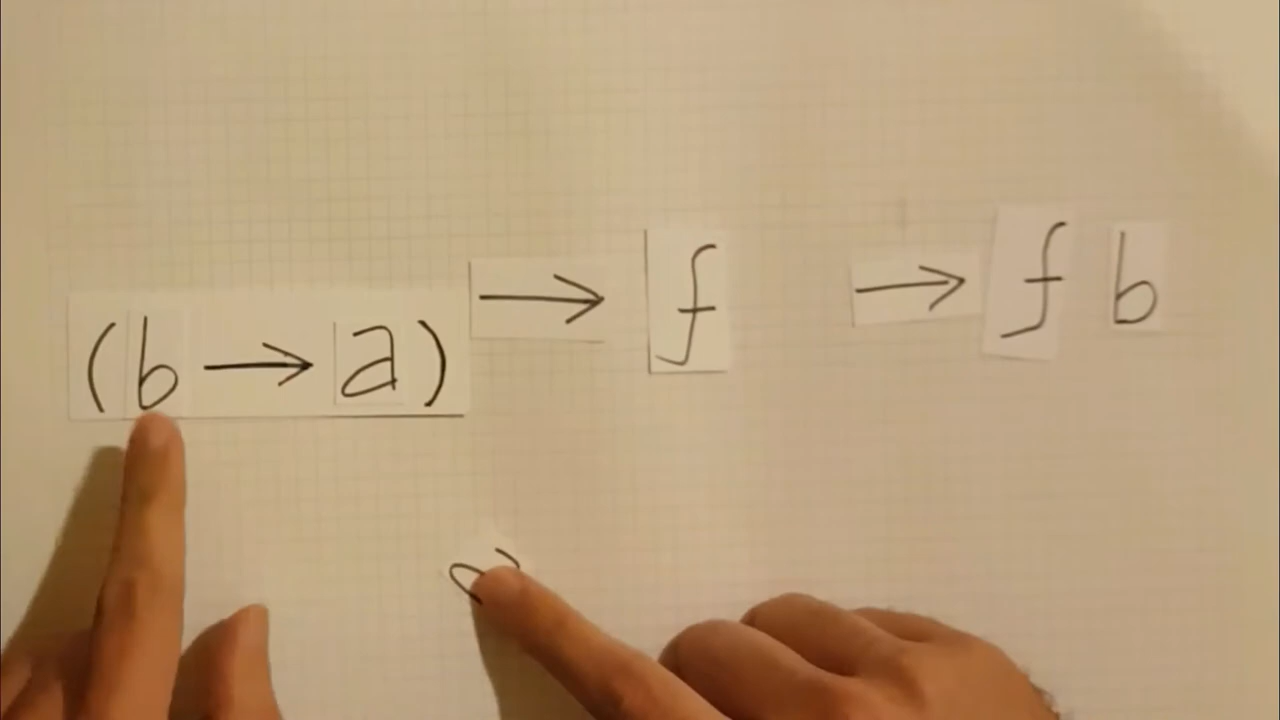 (b → a) → f → f b